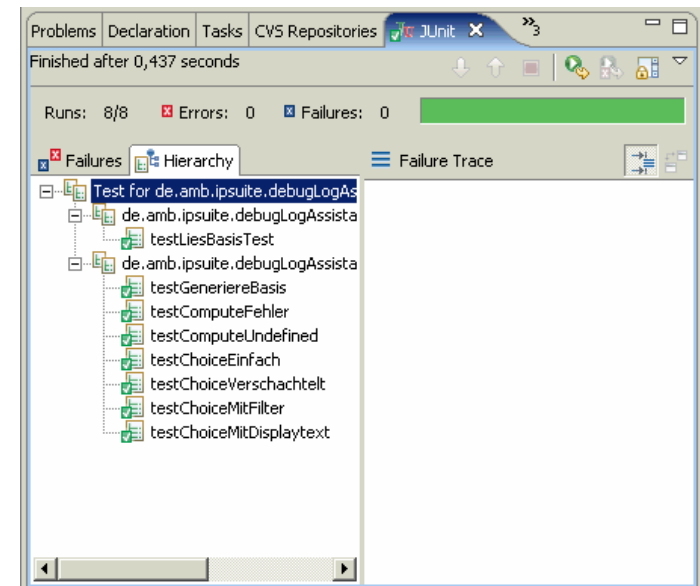 Problems Declaration Tasks CVS Repositories JUnit »3
Finished after 0,437 seconds
Runs: 8/8 Errors: 0 Failures: 0
Failures Hierarchy Failure Trace
Test for de.amb.ipsuite.debugLogAs
de.amb.ipsuite.debugLogAssista
testLiesBasisTest
de.amb.ipsuite.debugLogAssista
testGeneriereBasis
testComputeFehler
testComputeUndefined
testChoiceEinfach
testChoiceVerschachtelt
testChoiceMitFilter
testChoiceMitDisplaytext